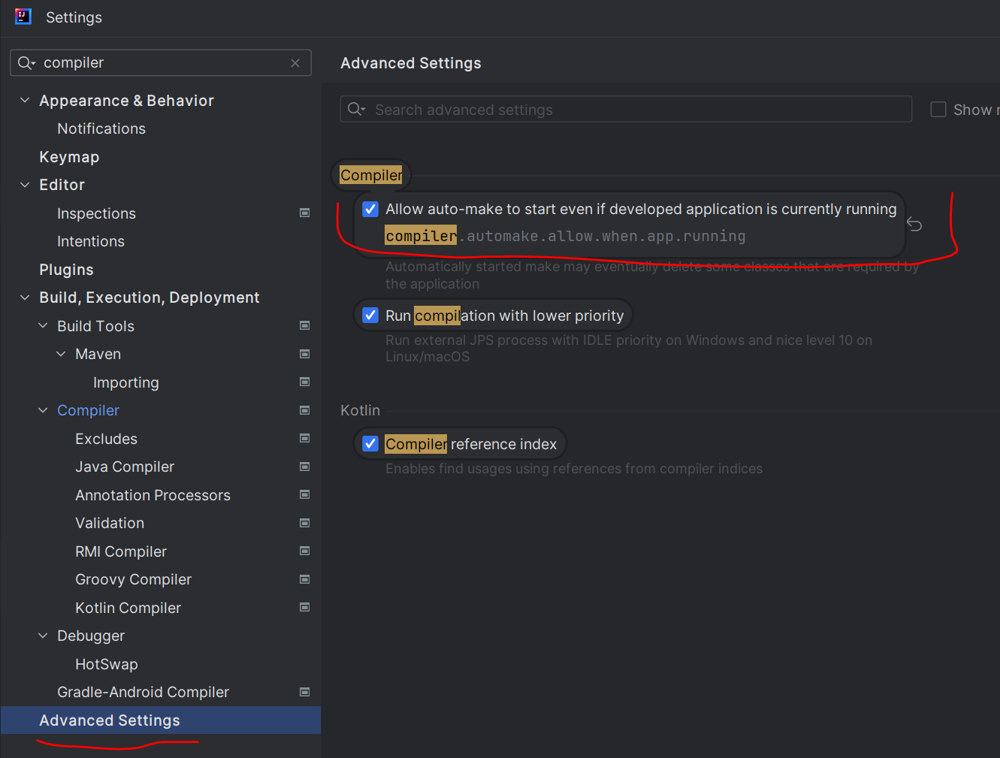 IJ
Settings
compiler
Appearance & Behavior
Notifications
Keymap
Editor
Inspections
Intentions
Plugins
Build, Execution, Deployment
Build Tools
Maven
Importing
Compiler
Excludes
Java Compiler
Annotation Processors
Validation
RMI Compiler
Groovy Compiler
Kotlin Compiler
Debugger
HotSwap
Gradle-Android Compiler
Advanced Settings
Advanced Settings
Search advanced settings
Show
Compiler
Allow auto-make to start even if developed application is currently running
compiler.automake.allow.when.app.running
Automatically started make may eventually delete some classes that are required by
the application
Run compilation with lower priority
Run external JPS process with IDLE priority on Windows and nice level 10 on
Linux/macOS
Kotlin
Compiler reference index
Enables find usages using references from compiler indices